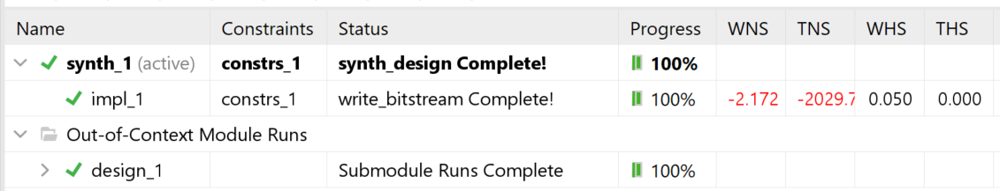 Name Constraints Status Progress WNS TNS WHS THS
synth_1 (active) constrs_1 synth_design Complete! 100%
impl_1 constrs_1 write_bitstream Complete! 100% -2.172 -2029.7 0.050 0.000
Out-of-Context Module Runs
design_1 Submodule Runs Complete 100%